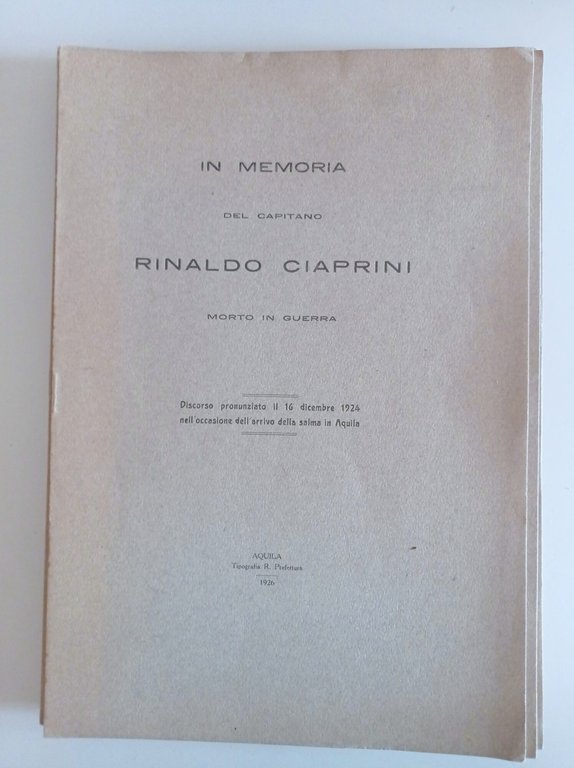 IN MEMORIA
DEL CAPITANO
RINALDO CIAPRINI
MORTO IN GUERRA
Discorso pronunziato il 16 dicembre 1924
nell'occasione dell'arrivo della salma in Aquila
AQUILA
Tipografia R. Prefettura
1926